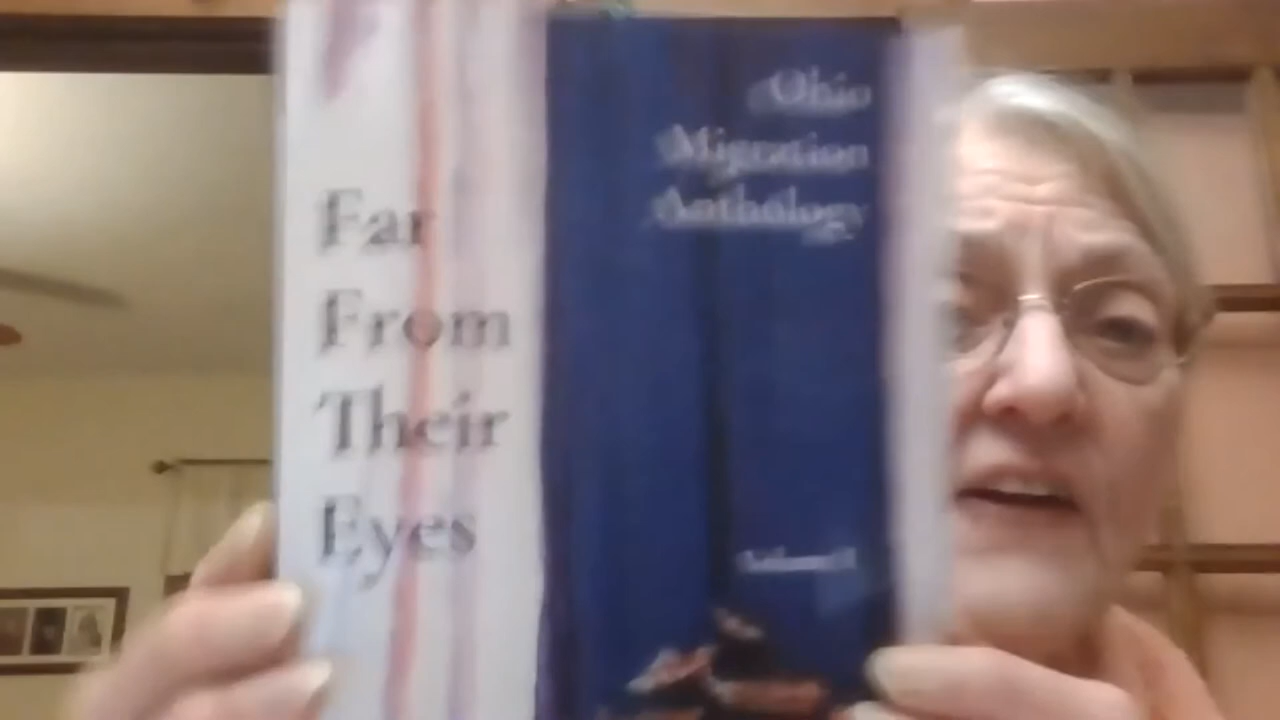 Far
From
Their
Eyes
Ohio
Migration
Anthology